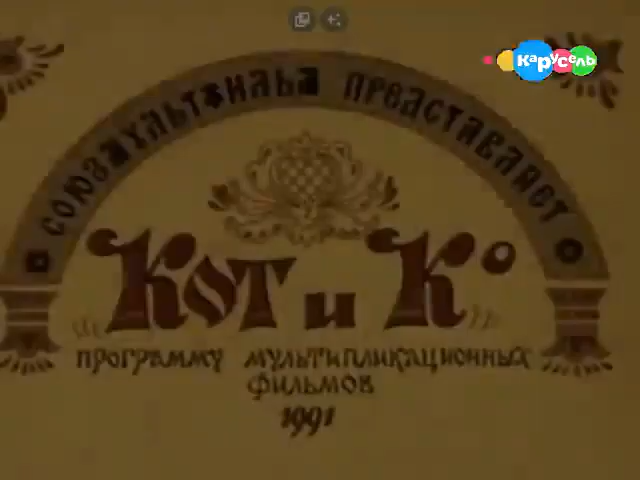 Карусель
СОЮЗМУЛЬТФИЛЬМ ПРЕДСТАВЛЯЕТ
Кот и К°
программу мультипликационных
фильмов
1991